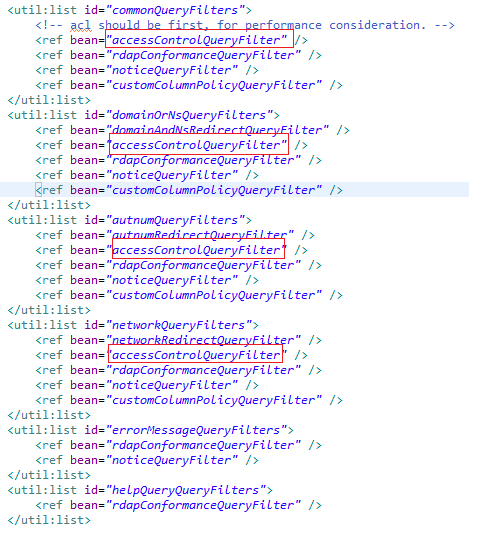 <util:list id="commonQueryFilters">
<!-- acl should be first, for performance consideration. -->
<ref bean="accessControlQueryFilter" />
<ref bean="rdapConformanceQueryFilter" />
<ref bean="noticeQueryFilter" />
<ref bean="customColumnPolicyQueryFilter" />
</util:list>
<util:list id="domainOrNsQueryFilters">
<ref bean="domainAndNsRedirectQueryFilter" />
<ref bean="accessControlQueryFilter" />
<ref bean="rdapConformanceQueryFilter" />
<ref bean="noticeQueryFilter" />
<ref bean="customColumnPolicyQueryFilter" />
</util:list>
<util:list id="autnumQueryFilters">
<ref bean="autnumRedirectQueryFilter" />
<ref bean="accessControlQueryFilter" />
<ref bean="rdapConformanceQueryFilter" />
<ref bean="noticeQueryFilter" />
<ref bean="customColumnPolicyQueryFilter" />
</util:list>
<util:list id="networkQueryFilters">
<ref bean="networkRedirectQueryFilter" />
<ref bean="accessControlQueryFilter" />
<ref bean="rdapConformanceQueryFilter" />
<ref bean="noticeQueryFilter" />
<ref bean="customColumnPolicyQueryFilter" />
</util:list>
<util:list id="errorMessageQueryFilters">
<ref bean="rdapConformanceQueryFilter" />
<ref bean="noticeQueryFilter" />
</util:list>
<util:list id="helpQueryQueryFilters">
<ref bean="rdapConformanceQueryFilter" />
</util:list>